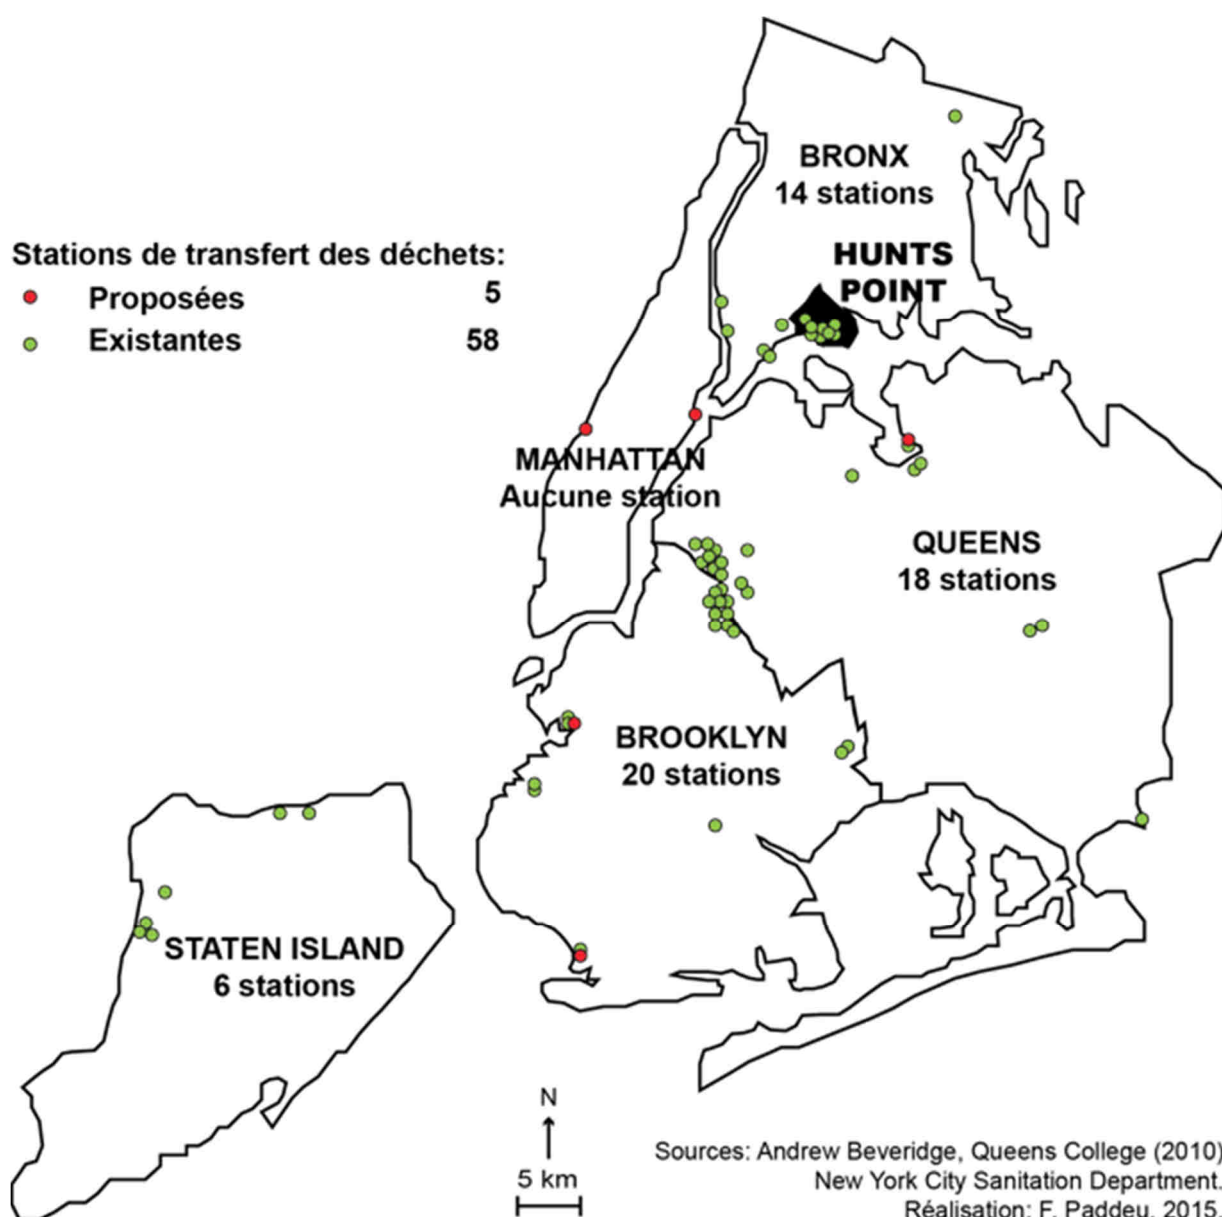 BRONX
14 stations
HUNTS
POINT
Stations de transfert des déchets:
Proposées 5
Existantes 58
MANHATTAN
Aucune station
QUEENS
18 stations
BROOKLYN
20 stations
STATEN ISLAND
6 stations
N
5 km
Sources: Andrew Beveridge, Queens College (2010)
New York City Sanitation Department.
Réalisation: F. Paddeu, 2015.